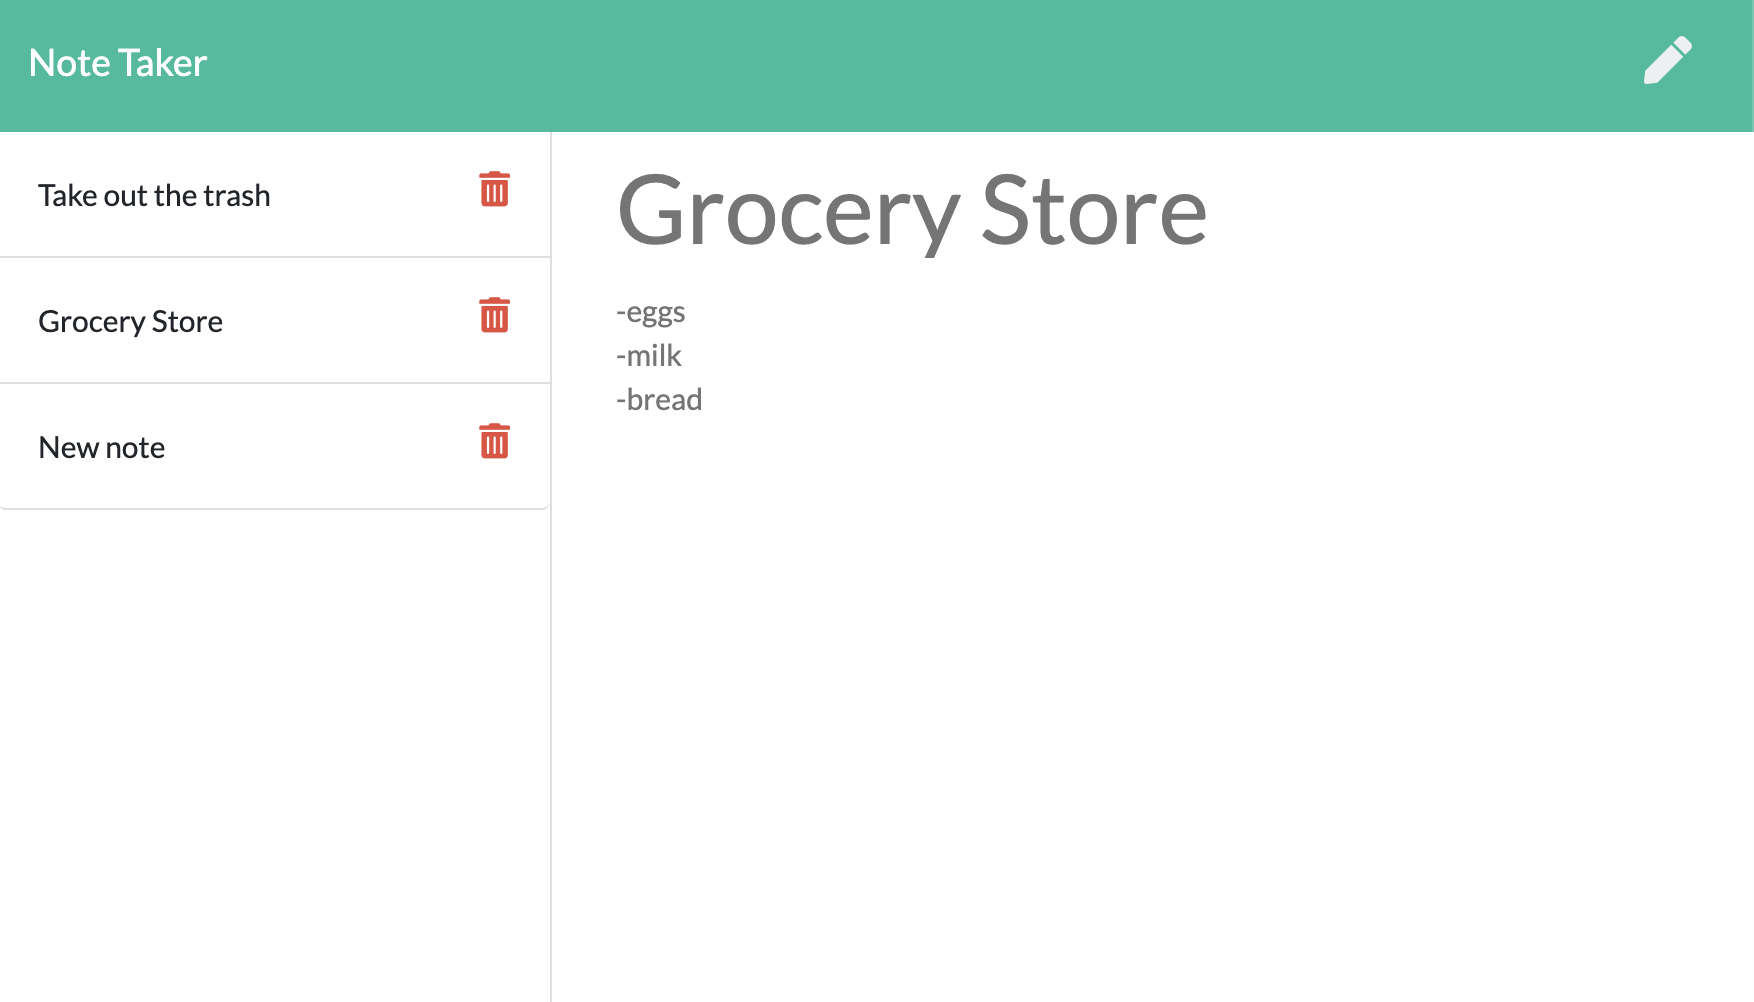 Note Taker
Take out the trash
Grocery Store
New note
Grocery Store
-eggs
-milk
-bread